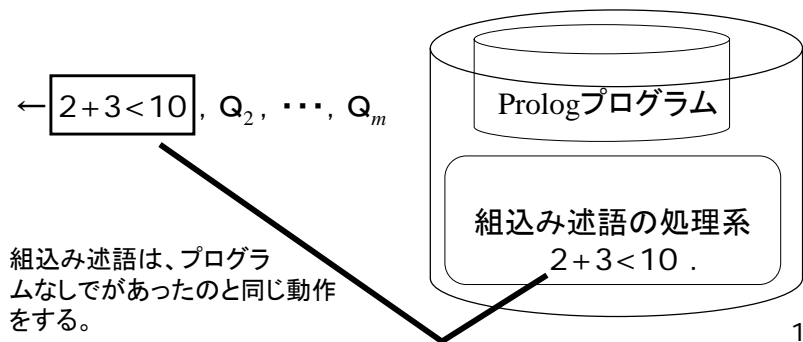 ←2+3<10, Q2, ・・・, Qm
Prologプログラム
組込み述語の処理系
2+3<10 .
組込み述語は、プログラ
ムなしでがあったのと同じ動作
をする。
1